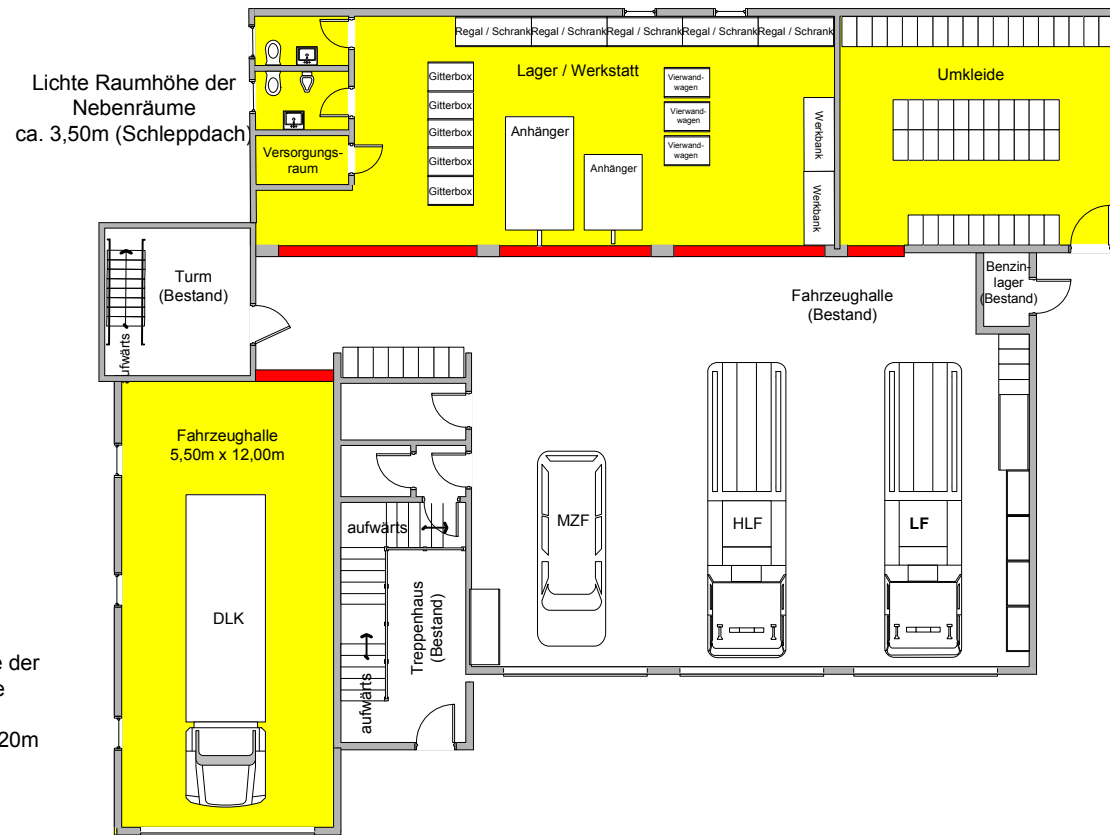 Regal / Schrank
Regal / Schrank
Regal / Schrank
Regal / Schrank
Regal / Schrank
Lichte Raumhöhe der
Nebenräume
ca. 3,50m (Schleppdach)
Lager / Werkstatt
Umkleide
Gitterbox
Gitterbox
Gitterbox
Gitterbox
Gitterbox
Vierwand-
wagen
Vierwand-
wagen
Vierwand-
wagen
Anhänger
Anhänger
Werkbank
Werkbank
Versorgungs-
raum
Turm
(Bestand)
aufwärts
Fahrzeughalle
(Bestand)
Benzin-
lager
(Bestand)
Fahrzeughalle
5,50m x 12,00m
aufwärts
MZF
HLF
LF
DLK
Treppenhaus
(Bestand)
aufwärts
e der
e
20m